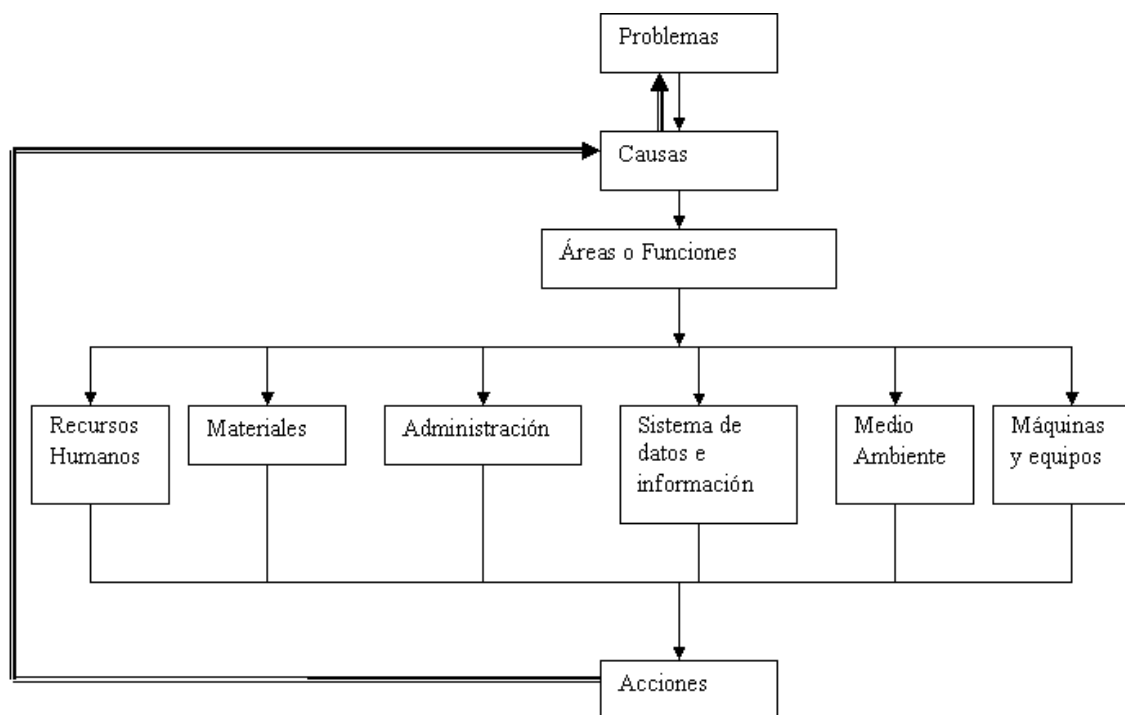 Problemas
Causas
Áreas o Funciones
Recursos
Humanos
Materiales
Administración
Sistema de
datos e
información
Medio
Ambiente
Máquinas
y equipos
Acciones